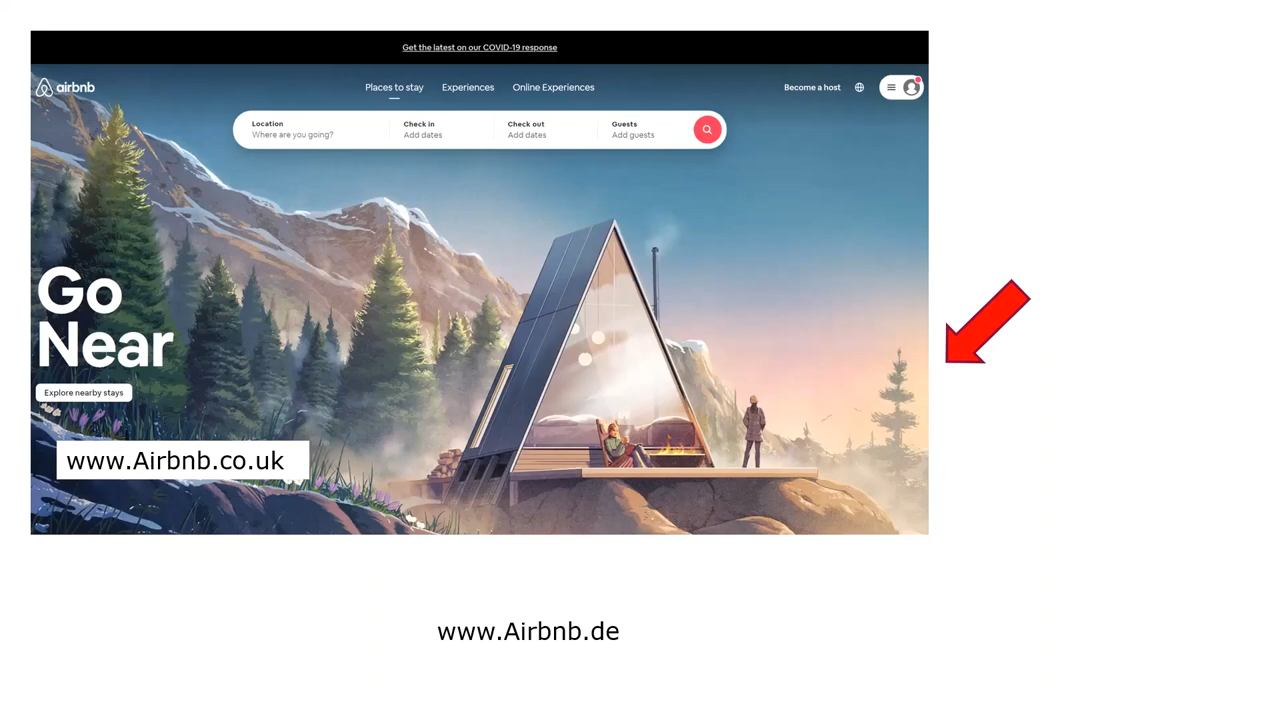 Get the latest on our COVID-19 response
airbnb
Places to stay Experiences Online Experiences
Become a host
Location Check in Check out Guests
Where are you going? Add dates Add dates Add guests
Go
Near
Explore nearby stays
www.Airbnb.co.uk
www.Airbnb.de